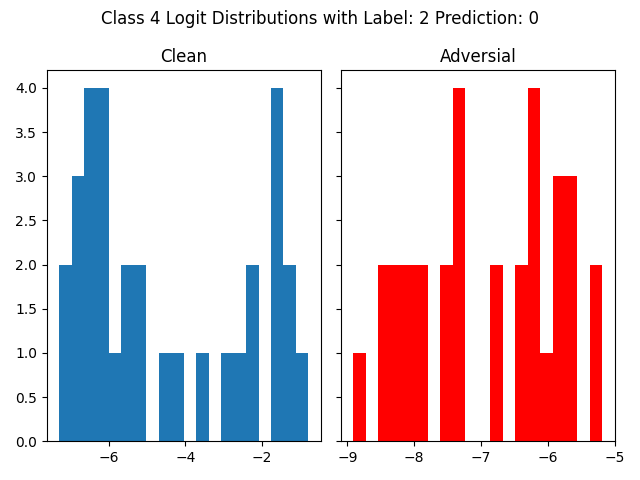 Class 4 Logit Distributions with Label: 2 Prediction: 0
Clean
Adversial
4.0
3.5
3.0
2.5
2.0
1.5
1.0
0.5
0.0
−6 −4 −2
−9 −8 −7 −6 −5